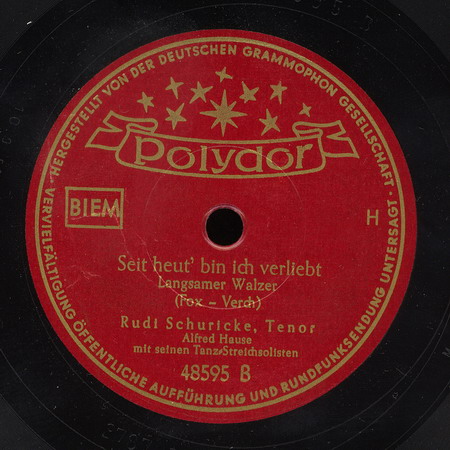 HERGESTELLT VON DER DEUTSCHEN GRAMMOPHON GESELLSCHAFT ·
Polydor
BIEM
H
Seit heut' bin ich verliebt
Langsamer Walzer
(Fox - Verch)
Rudi Schuricke, Tenor
Alfred Hause
mit seinen Tanz-Streichsolisten
48595 B
VERVIELFÄLTIGUNG ÖFFENTLICHE AUFFÜHRUNG UND RUNDFUNKSENDUNG UNTERSAGT ·